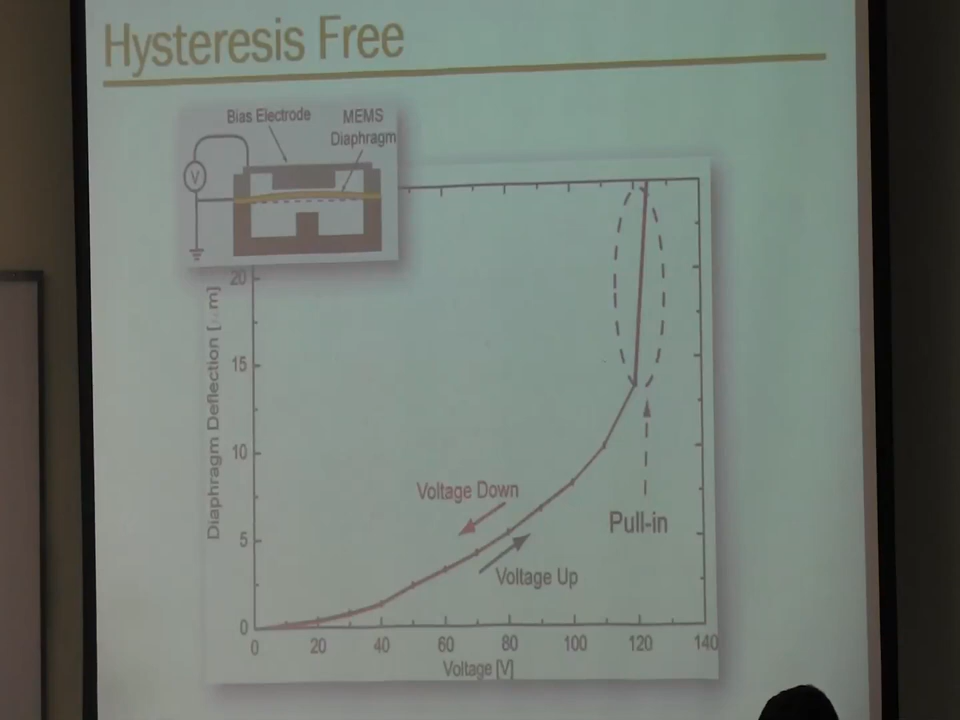 Hysteresis Free
Bias Electrode
MEMS
Diaphragm
V
20
15
10
5
0
Diaphragm Deflection [ m]
Voltage Down
Voltage Up
Pull-in
0 20 40 60 80 100 120 140
Voltage [V]